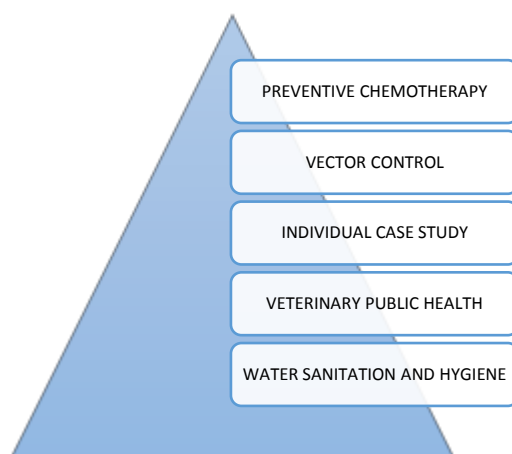 PREVENTIVE CHEMOTHERAPY
VECTOR CONTROL
INDIVIDUAL CASE STUDY
VETERINARY PUBLIC HEALTH
WATER SANITATION AND HYGIENE